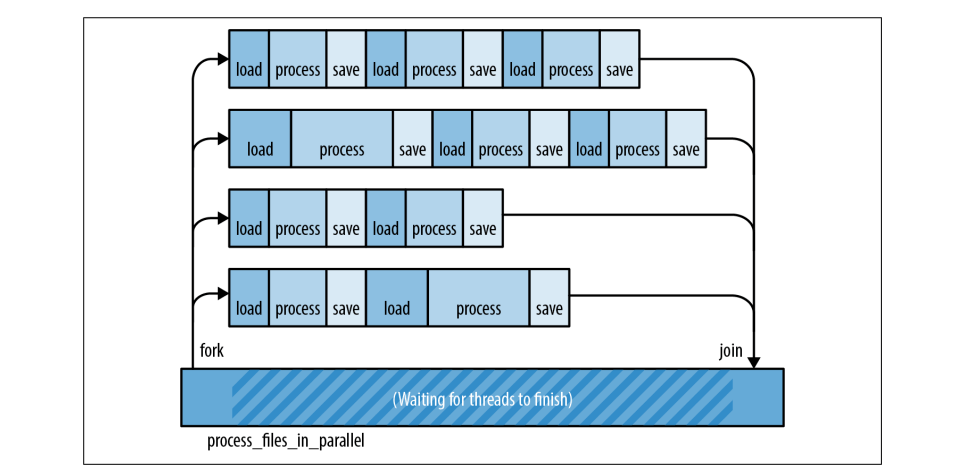 load process save load process save load process save
load process save load process save load process save
load process save load process save
load process save load process save
fork join
(Waiting for threads to finish)
process_files_in_parallel